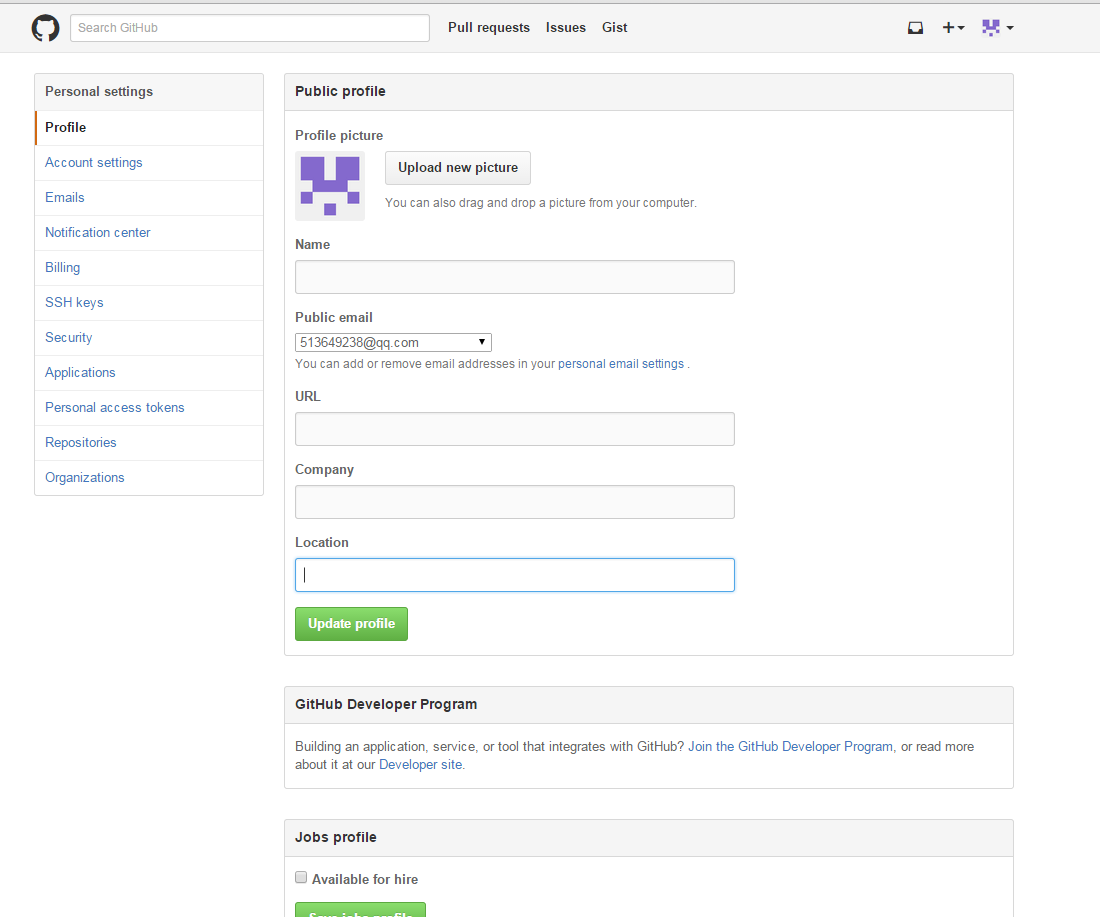 Search GitHub
Pull requests
Issues
Gist
Personal settings
Profile
Account settings
Emails
Notification center
Billing
SSH keys
Security
Applications
Personal access tokens
Repositories
Organizations
Public profile
Profile picture
Upload new picture
You can also drag and drop a picture from your computer.
Name
Public email
513649238@qq.com
You can add or remove email addresses in your personal email settings .
URL
Company
Location
Update profile
GitHub Developer Program
Building an application, service, or tool that integrates with GitHub? Join the GitHub Developer Program, or read more
about it at our Developer site.
Jobs profile
Available for hire
Save jobs profile